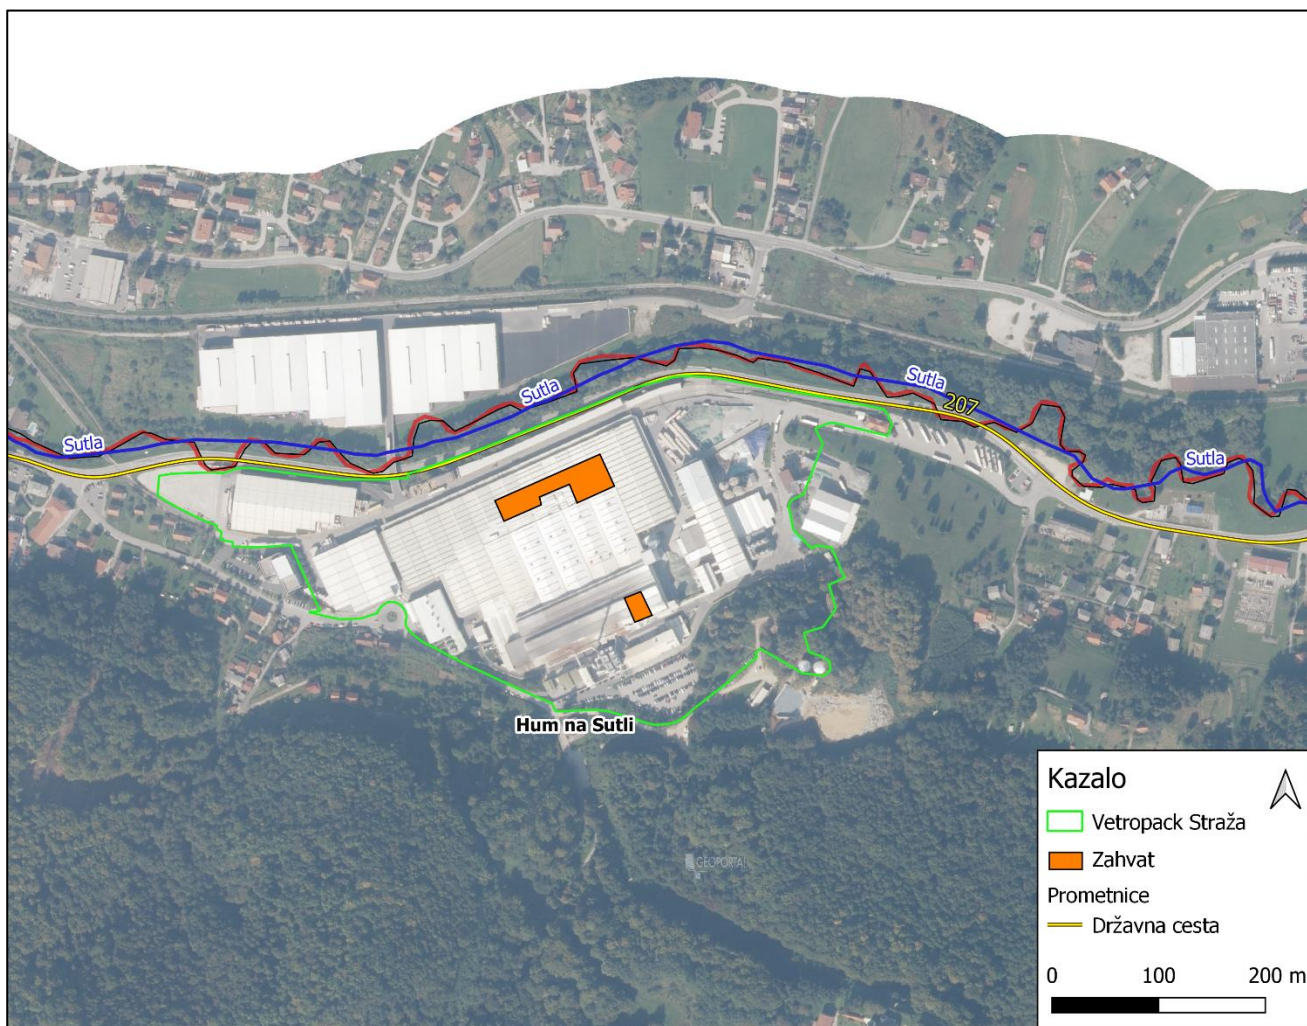 Sutla
Sutla
207
Sutla
Sutla
Hum na Sutli
Kazalo
Vetropack Straža
Zahvat
Prometnice
Državna cesta
0 100 200 m
GEOPORTAL